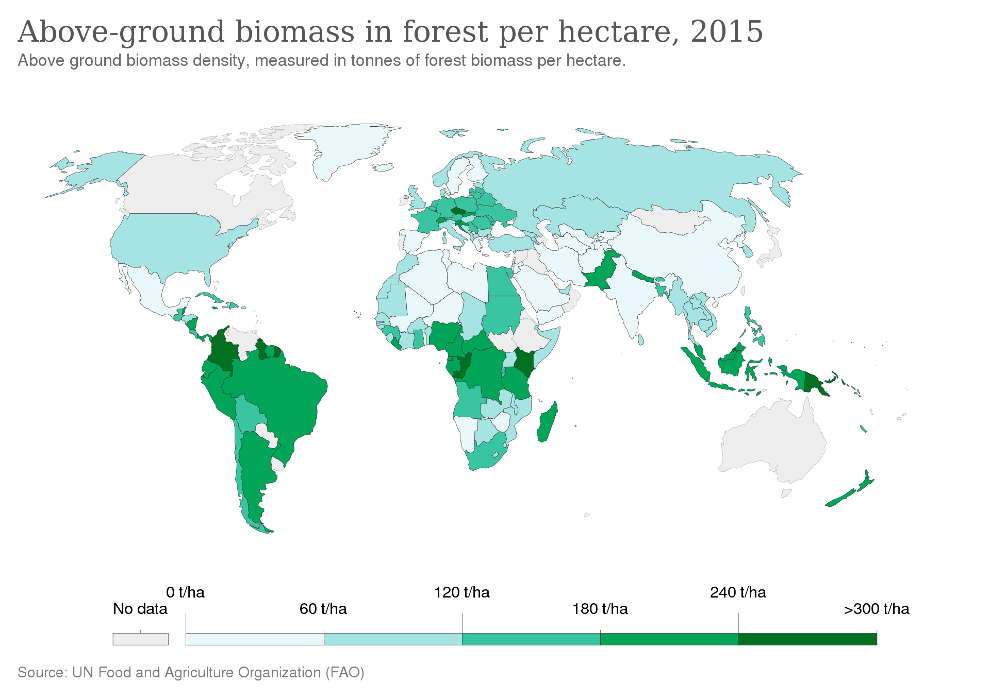 Above-ground biomass in forest per hectare, 2015
Above ground biomass density, measured in tonnes of forest biomass per hectare.
0 t/ha 120 t/ha 240 t/ha
No data 60 t/ha 180 t/ha >300 t/ha
Source: UN Food and Agriculture Organization (FAO)